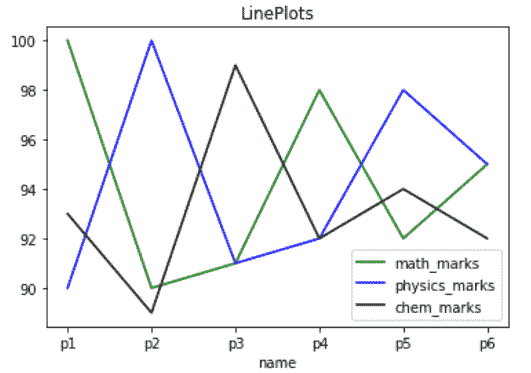 LinePlots
100
98
96
94
92
90
math_marks
physics_marks
chem_marks
p1 p2 p3 p4 p5 p6
name